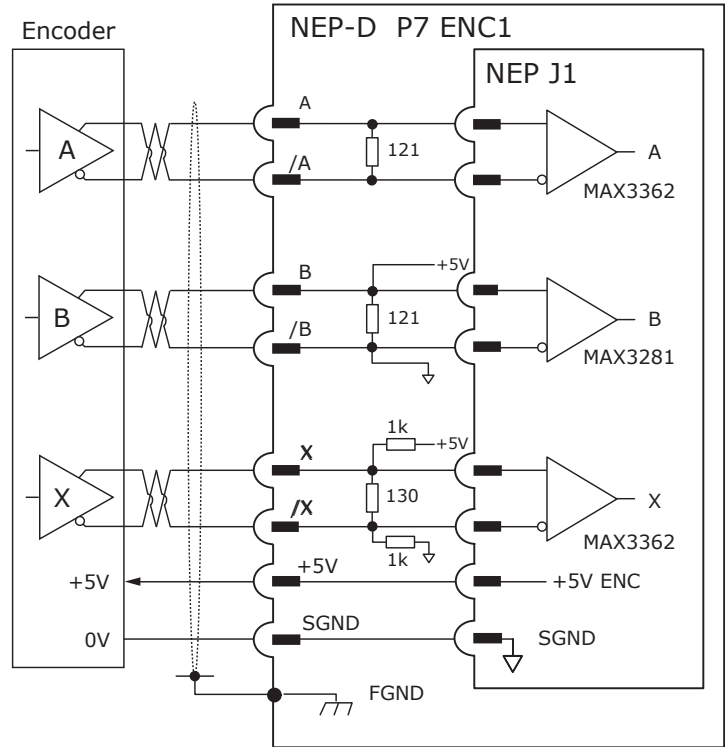 Encoder
NEP-D P7 ENC1
NEP J1
A
A
/A
121
A
MAX3362
B
B
/B
+5V
121
B
MAX3281
X
X
/X
1k
+5V
130
1k
X
MAX3362
+5V
+5V
+5V ENC
0V
SGND
SGND
FGND